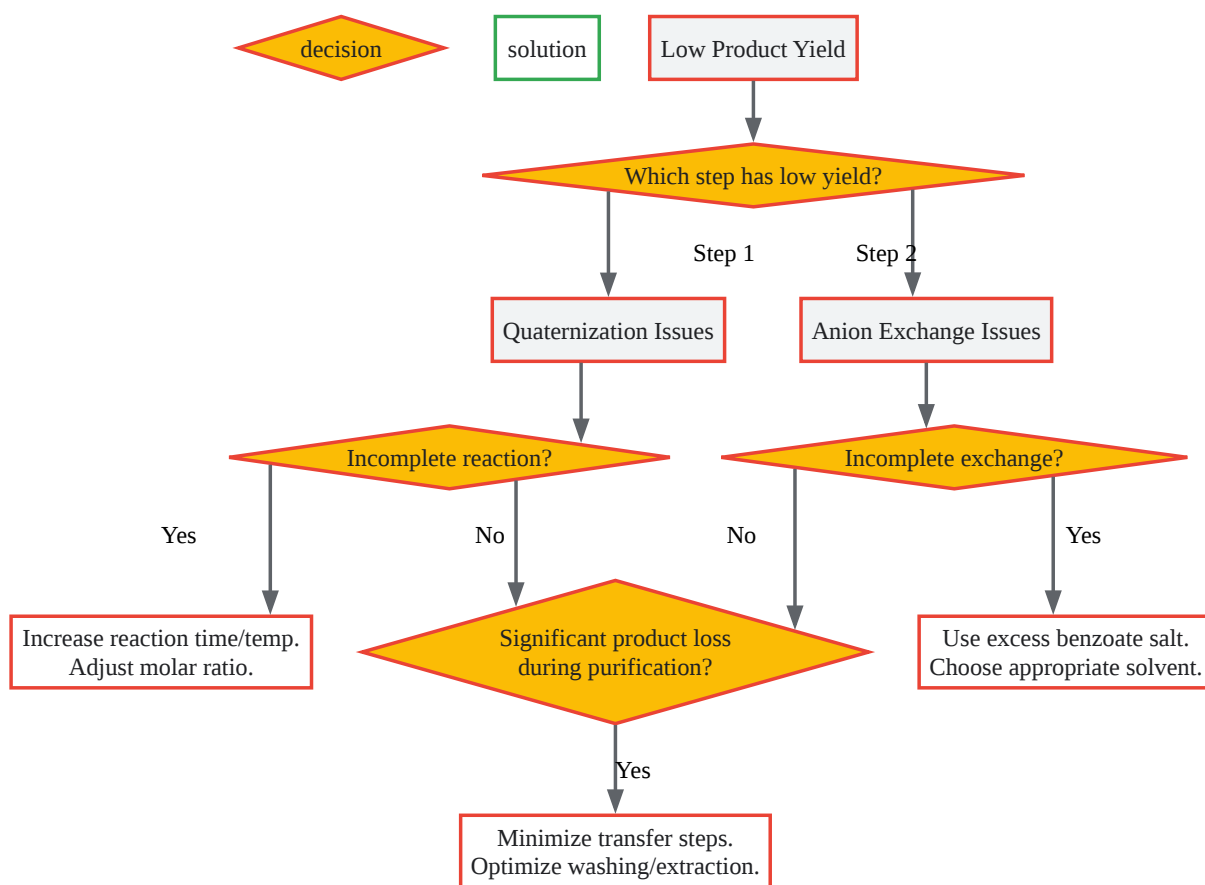 decision
solution
Low Product Yield
Which step has low yield?
Step 1
Step 2
Quaternization Issues
Anion Exchange Issues
Incomplete reaction?
Incomplete exchange?
Yes
No
No
Yes
Increase reaction time/temp.
Adjust molar ratio.
Significant product loss
during purification?
Use excess benzoate salt.
Choose appropriate solvent.
Yes
Minimize transfer steps.
Optimize washing/extraction.